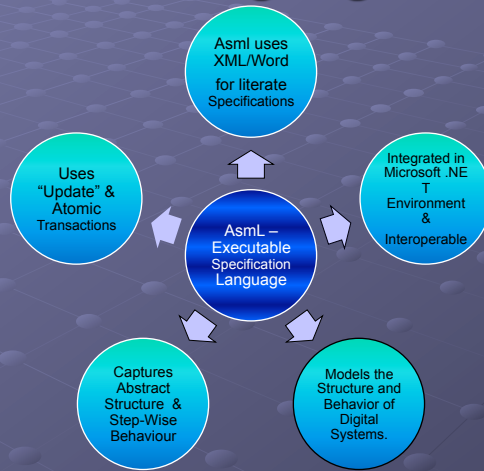 Asml uses
XML/Word
for literate
Specifications
Uses
“Update” &
Atomic
Transactions
Integrated in
Microsoft .NE
T
Environment
&
Interoperable
AsmL –
Executable
Specification
Language
Captures
Abstract
Structure &
Step-Wise
Behaviour
Models the
Structure and
Behavior of
Digital
Systems.